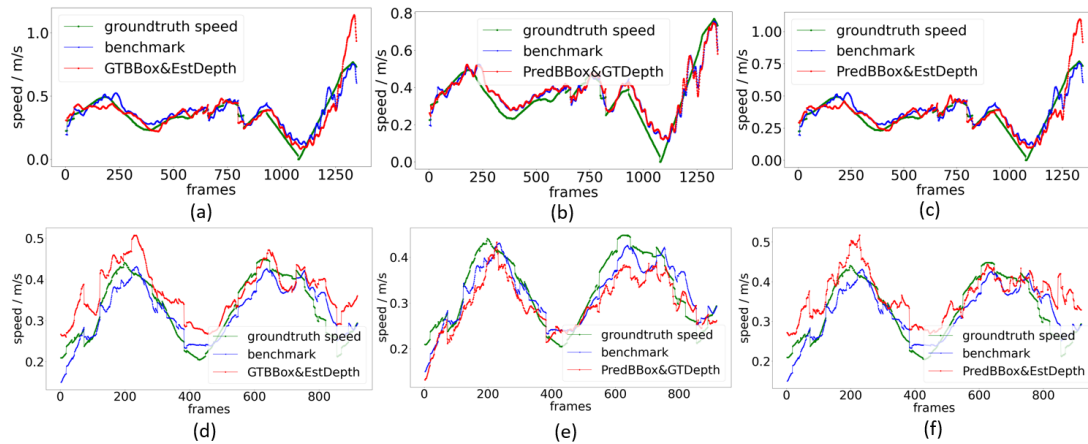 speed / m/s
1.0
0.5
0.0
groundtruth speed
benchmark
GTBBox&EstDepth
0 250 500 750 1000 1250
frames
(a)
speed / m/s
0.8
0.6
0.4
0.2
0.0
groundtruth speed
benchmark
PredBBox&GTDepth
0 250 500 750 1000 1250
frames
(b)
speed / m/s
1.00
0.75
0.50
0.25
0.00
groundtruth speed
benchmark
PredBBox&EstDepth
0 250 500 750 1000 1250
frames
(c)
speed / m/s
0.5
0.4
0.3
0.2
groundtruth speed
benchmark
GTBBox&EstDepth
0 200 400 600 800
frames
(d)
speed / m/s
0.4
0.3
0.2
groundtruth speed
benchmark
PredBBox&GTDepth
0 200 400 600 800
frames
(e)
speed / m/s
0.5
0.4
0.3
0.2
groundtruth speed
benchmark
PredBBox&EstDepth
0 200 400 600 800
frames
(f)